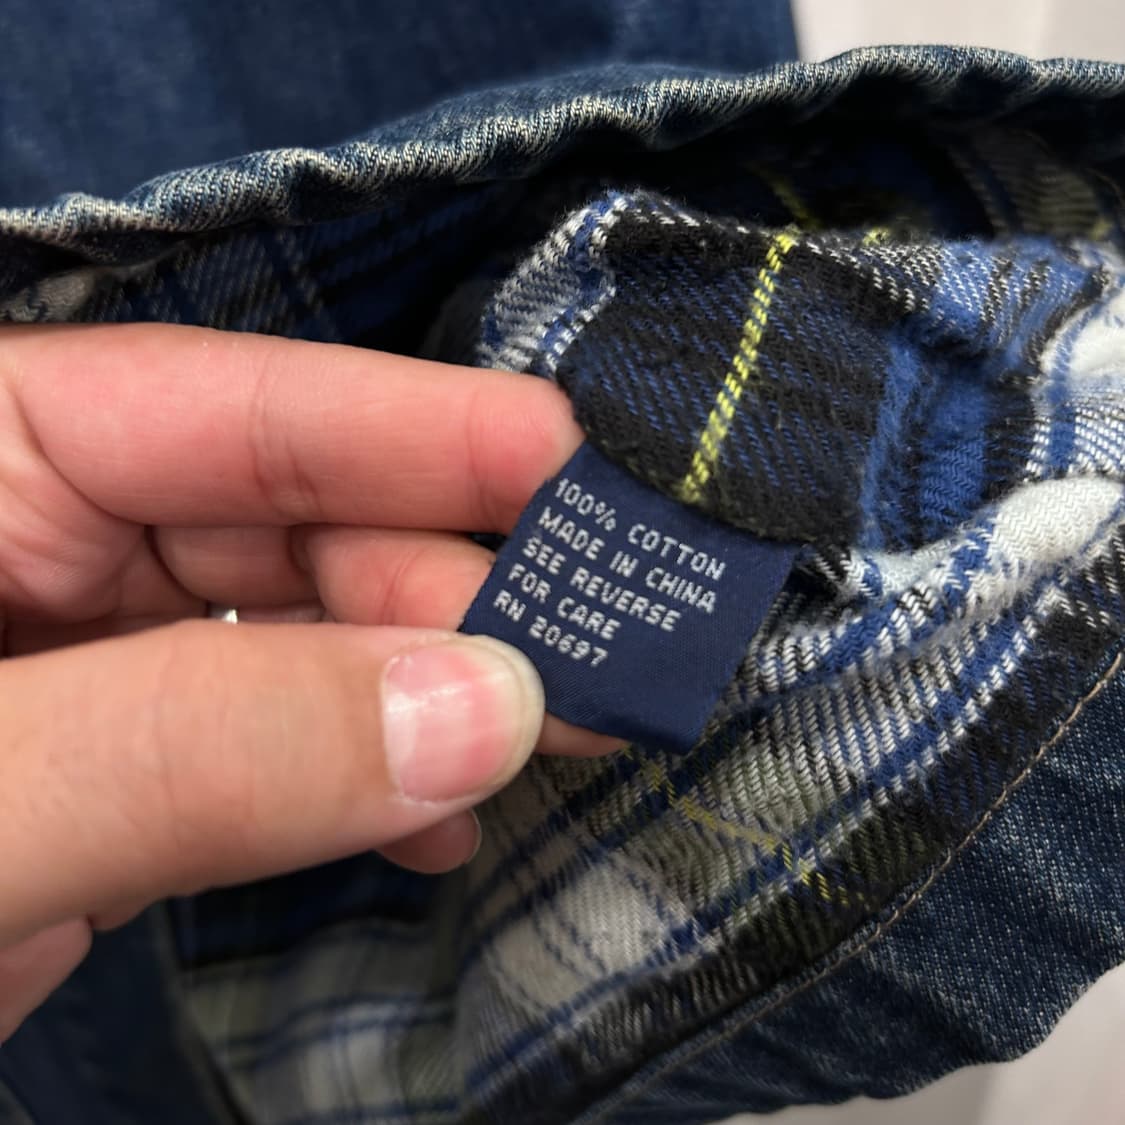 100% COTTON
MADE IN CHINA
SEE REVERSE
FOR CARE
RN 20697